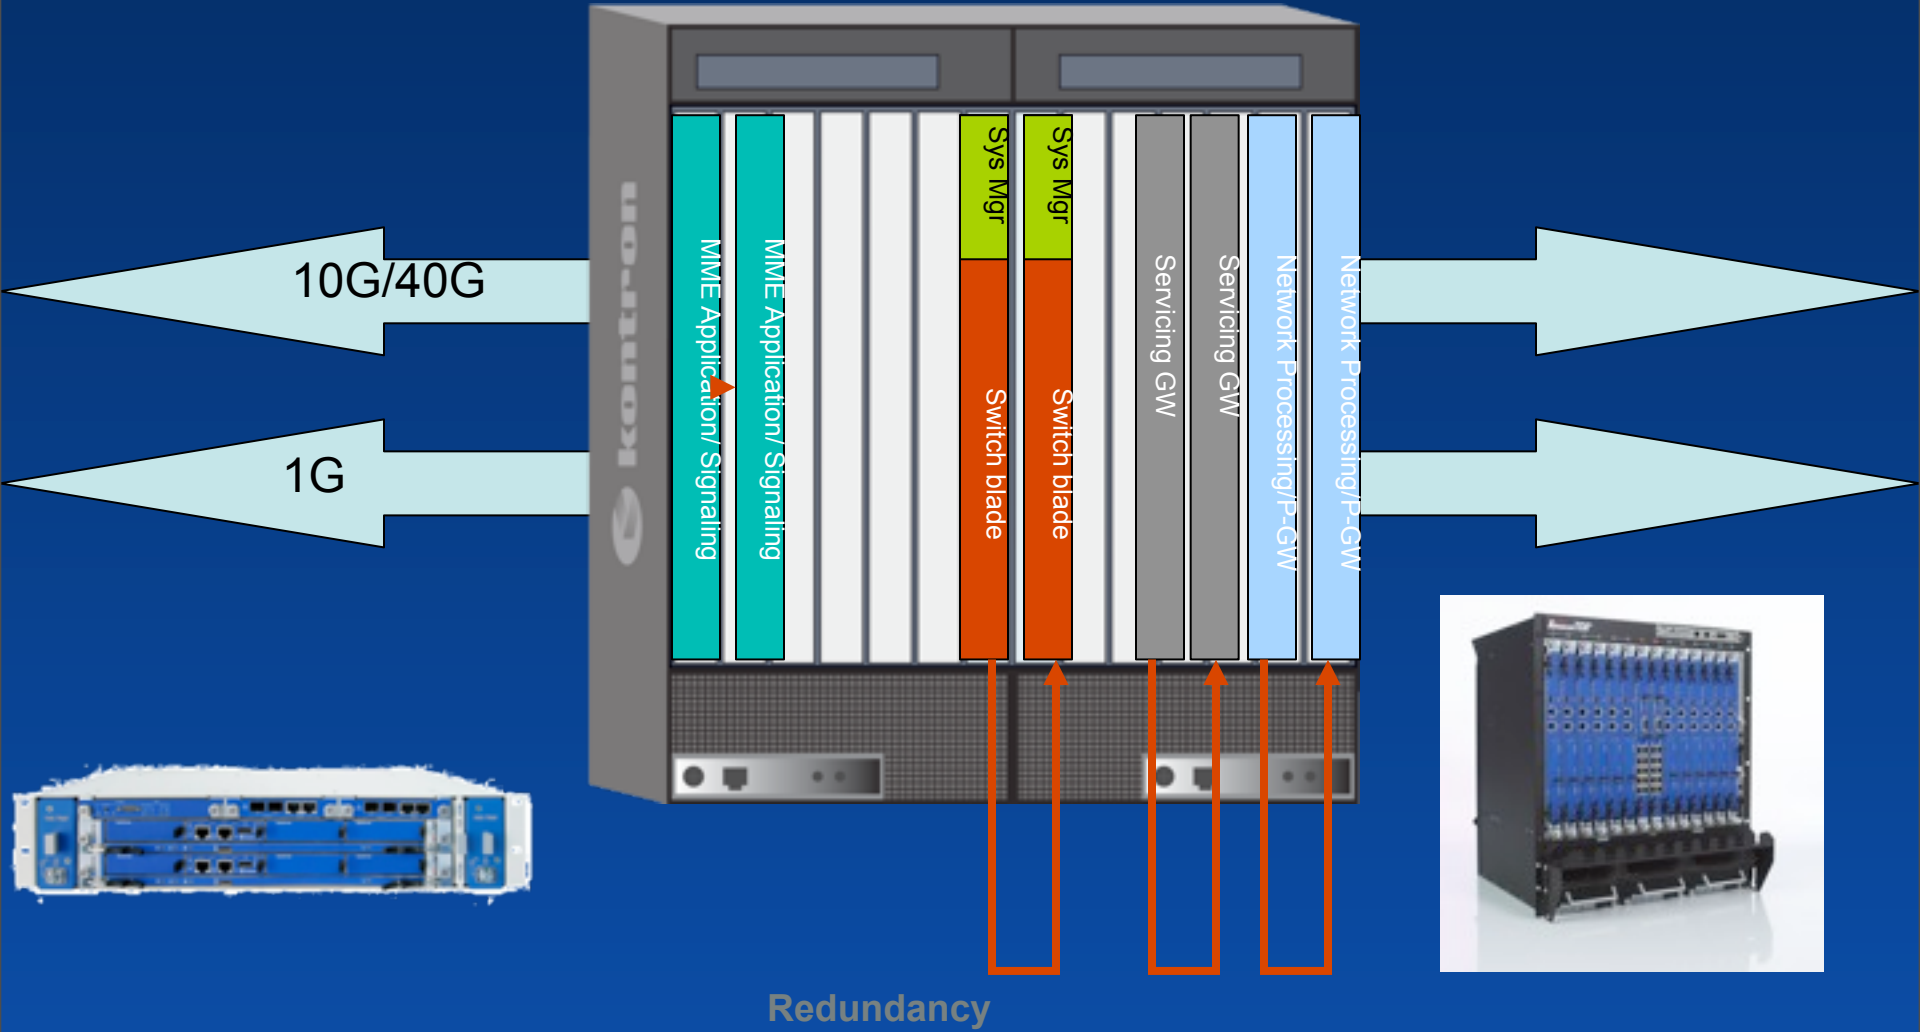 kontron
10G/40G
1G
MME Application/ Signaling
MME Application/ Signaling
Sys Mgr
Switch blade
Sys Mgr
Switch blade
Servicing GW
Servicing GW
Network Processing/P-GW
Network Processing/P-GW
Redundancy